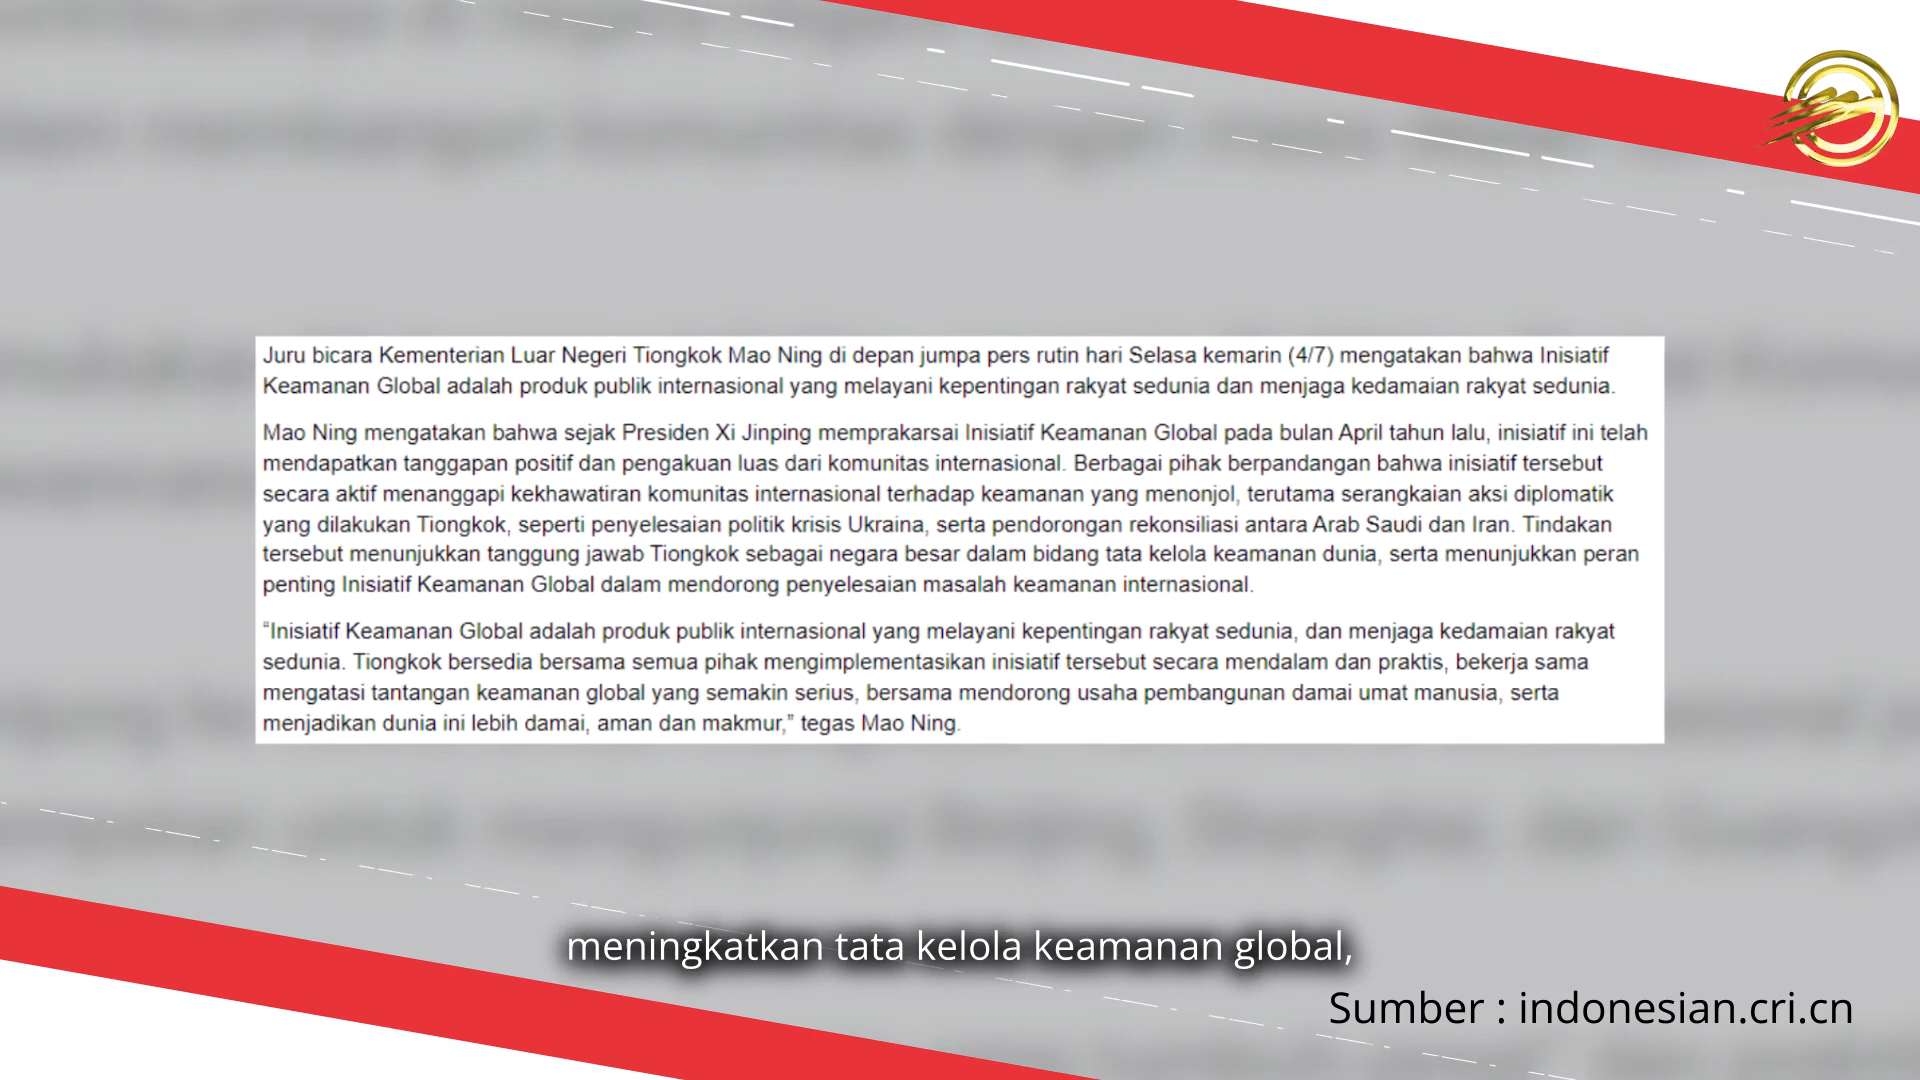 Juru bicara Kementerian Luar Negeri Tiongkok Mao Ning di depan jumpa pers rutin hari Selasa kemarin (4/7) mengatakan bahwa Inisiatif
Keamanan Global adalah produk publik internasional yang melayani kepentingan rakyat sedunia dan menjaga kedamaian rakyat sedunia.
Mao Ning mengatakan bahwa sejak Presiden Xi Jinping memprakarsai Inisiatif Keamanan Global pada bulan April tahun lalu, inisiatif ini telah
mendapatkan tanggapan positif dan pengakuan luas dari komunitas internasional. Berbagai pihak berpandangan bahwa inisiatif tersebut
secara aktif menanggapi kekhawatiran komunitas internasional terhadap keamanan yang menonjol, terutama serangkaian aksi diplomatik
yang dilakukan Tiongkok, seperti penyelesaian politik krisis Ukraina, serta pendorongan rekonsiliasi antara Arab Saudi dan Iran. Tindakan
tersebut menunjukkan tanggung jawab Tiongkok sebagai negara besar dalam bidang tata kelola keamanan dunia, serta menunjukkan peran
penting Inisiatif Keamanan Global dalam mendorong penyelesaian masalah keamanan internasional.
“Inisiatif Keamanan Global adalah produk publik internasional yang melayani kepentingan rakyat sedunia, dan menjaga kedamaian rakyat
sedunia. Tiongkok bersedia bersama semua pihak mengimplementasikan inisiatif tersebut secara mendalam dan praktis, bekerja sama
mengatasi tantangan keamanan global yang semakin serius, bersama mendorong usaha pembangunan damai umat manusia, serta
menjadikan dunia ini lebih damai, aman dan makmur,” tegas Mao Ning.
meningkatkan tata kelola keamanan global,
Sumber : indonesian.cri.cn